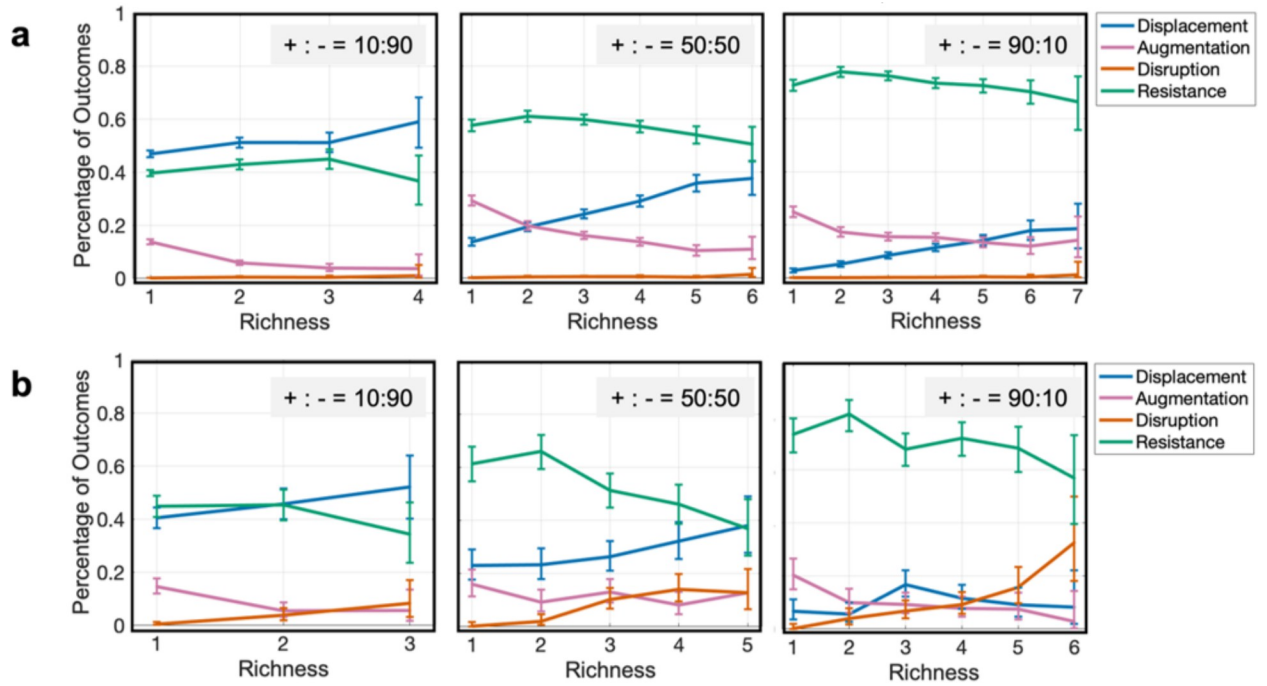 a
+ : - = 10:90
+ : - = 50:50
+ : - = 90:10
Displacement
Augmentation
Disruption
Resistance
Percentage of Outcomes
1
0.8
0.6
0.4
0.2
0
1 2 3 4
1 2 3 4 5 6
1 2 3 4 5 6 7
Richness
Richness
Richness
b
+ : - = 10:90
+ : - = 50:50
+ : - = 90:10
Displacement
Augmentation
Disruption
Resistance
Percentage of Outcomes
1
0.8
0.6
0.4
0.2
0
1 2 3
1 2 3 4 5
1 2 3 4 5 6
Richness
Richness
Richness